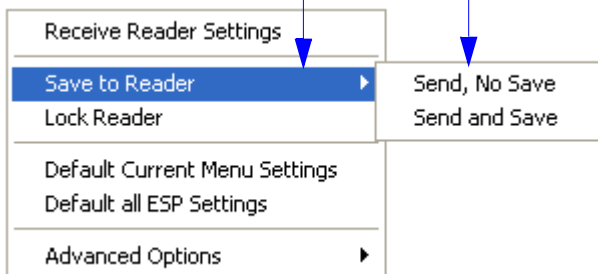 Receive Reader Settings
Save to Reader
Send, No Save
Lock Reader
Send and Save
Default Current Menu Settings
Default all ESP Settings
Advanced Options